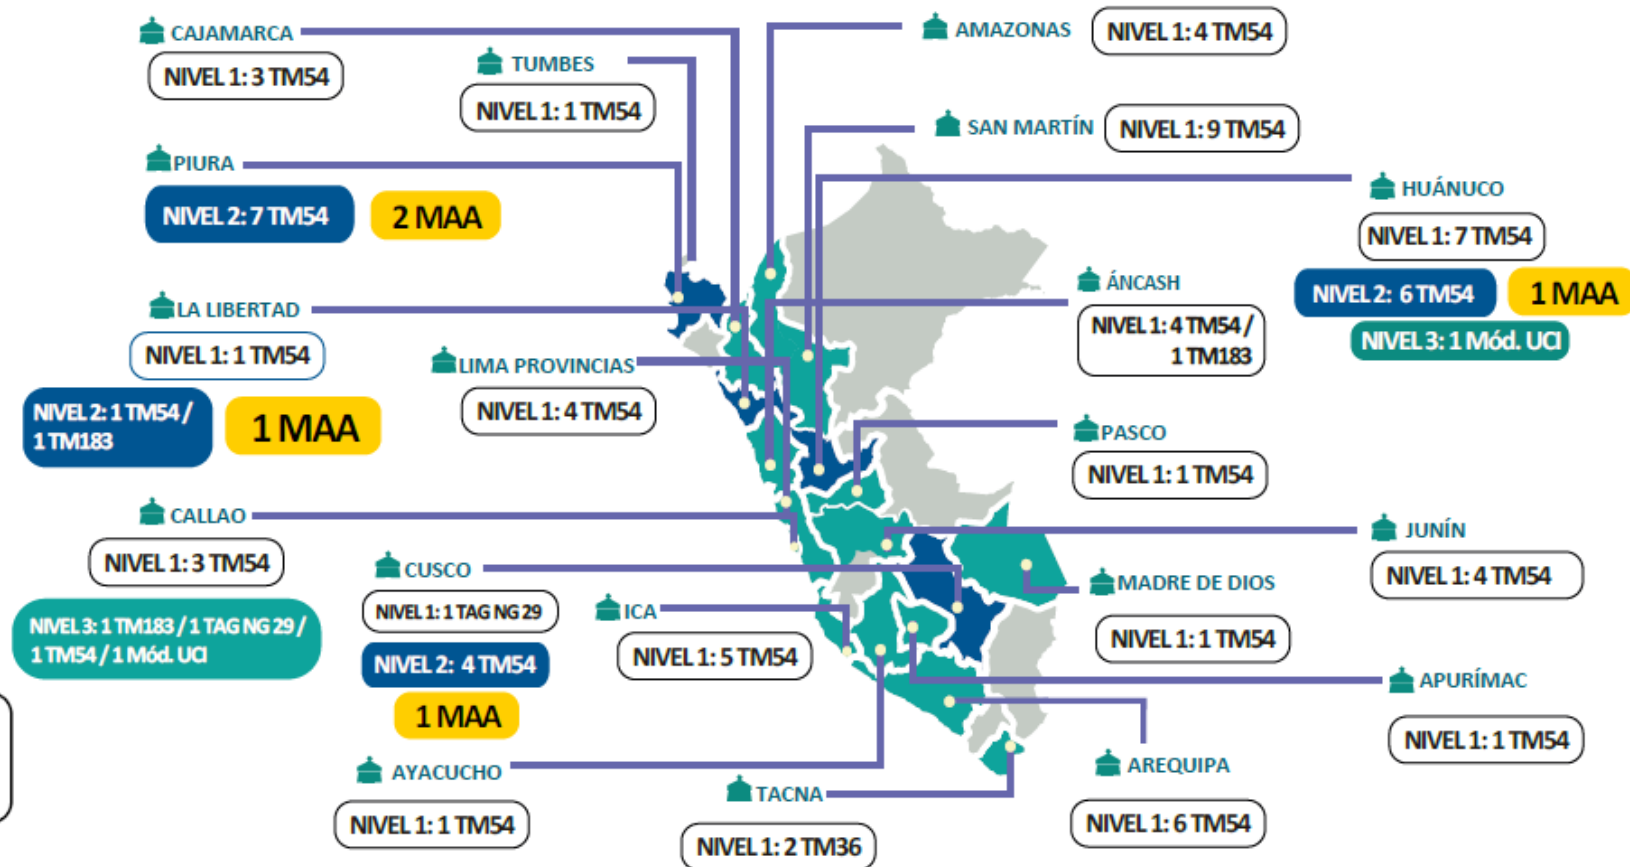 CAJAMARCA
NIVEL 1: 3 TM54
TUMBES
NIVEL 1: 1 TM54
AMAZONAS
NIVEL 1: 4 TM54
SAN MARTÍN
NIVEL 1: 9 TM54
PIURA
NIVEL 2: 7 TM54
2 MAA
HUÁNUCO
NIVEL 1: 7 TM54
NIVEL 2: 6 TM54
1 MAA
NIVEL 3: 1 Mód. UCI
LA LIBERTAD
NIVEL 1: 1 TM54
NIVEL 2: 1 TM54 /
1 TM183
1 MAA
LIMA PROVINCIAS
NIVEL 1: 4 TM54
ÁNCASH
NIVEL 1: 4 TM54 /
1 TM183
PASCO
NIVEL 1: 1 TM54
CALLAO
NIVEL 1: 3 TM54
NIVEL 3: 1 TM183 / 1 TAG NG 29 /
1 TM54 / 1 Mód. UCI
CUSCO
NIVEL 1: 1 TAG NG 29
NIVEL 2: 4 TM54
1 MAA
ICA
NIVEL 1: 5 TM54
JUNÍN
NIVEL 1: 4 TM54
MADRE DE DIOS
NIVEL 1: 1 TM54
APURÍMAC
NIVEL 1: 1 TM54
AYACUCHO
NIVEL 1: 1 TM54
TACNA
NIVEL 1: 2 TM36
AREQUIPA
NIVEL 1: 6 TM54